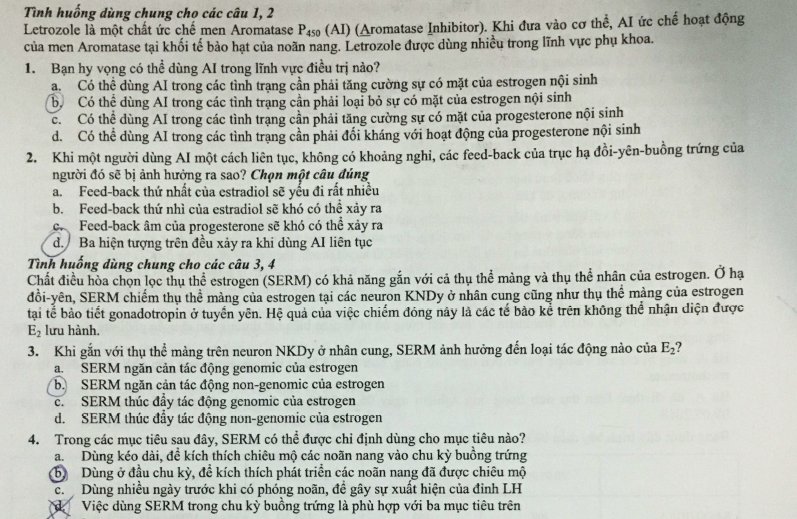 Tình huống dùng chung cho các câu 1, 2
Letrozole là một chất ức chế men Aromatase P450 (AI) (Aromatase Inhibitor). Khi đưa vào cơ thể, AI ức chế hoạt động
của men Aromatase tại khối tế bào hạt của noãn nang. Letrozole được dùng nhiều trong lĩnh vực phụ khoa.
1. Bạn hy vọng có thể dùng AI trong lĩnh vực điều trị nào?
a. Có thể dùng AI trong các tình trạng cần phải tăng cường sự có mặt của estrogen nội sinh
b. Có thể dùng AI trong các tình trạng cần phải loại bỏ sự có mặt của estrogen nội sinh
c. Có thể dùng AI trong các tình trạng cần phải tăng cường sự có mặt của progesterone nội sinh
d. Có thể dùng AI trong các tình trạng cần phải đối kháng với hoạt động của progesterone nội sinh
2. Khi một người dùng AI một cách liên tục, không có khoảng nghỉ, các feed-back của trục hạ đồi-yên-buồng trứng của
người đó sẽ bị ảnh hưởng ra sao? Chọn một câu đúng
a. Feed-back thứ nhất của estradiol sẽ yếu đi rất nhiều
b. Feed-back thứ nhì của estradiol sẽ khó có thể xảy ra
c. Feed-back âm của progesterone sẽ khó có thể xảy ra
d. Ba hiện tượng trên đều xảy ra khi dùng AI liên tục
Tình huống dùng chung cho các câu 3, 4
Chất điều hòa chọn lọc thụ thể estrogen (SERM) có khả năng gắn với cả thụ thể màng và thụ thể nhân của estrogen. Ở hạ
đồi-yên, SERM chiếm thụ thể màng của estrogen tại các neuron KNDy ở nhân cung cũng như thụ thể màng của estrogen
tại tế bào tiết gonadotropin ở tuyến yên. Hệ quả của việc chiếm đóng này là các tế bào kể trên không thể nhận diện được
E2 lưu hành.
3. Khi gắn với thụ thể màng trên neuron NKDy ở nhân cung, SERM ảnh hưởng đến loại tác động nào của E2?
a. SERM ngăn cản tác động genomic của estrogen
b. SERM ngăn cản tác động non-genomic của estrogen
c. SERM thúc đẩy tác động genomic của estrogen
d. SERM thúc đẩy tác động non-genomic của estrogen
4. Trong các mục tiêu sau đây, SERM có thể được chỉ định dùng cho mục tiêu nào?
a. Dùng kéo dài, để kích thích chiêu mộ các noãn nang vào chu kỳ buồng trứng
b. Dùng ở đầu chu kỳ, để kích thích phát triển các noãn nang đã được chiêu mộ
c. Dùng nhiều ngày trước khi có phóng noãn, để gây sự xuất hiện của đỉnh LH
d. Việc dùng SERM trong chu kỳ buồng trứng là phù hợp với ba mục tiêu trên